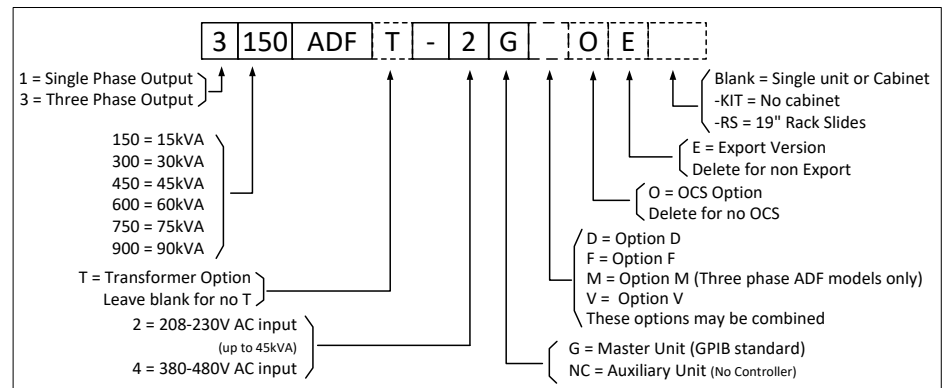 3 150 ADF T - 2 G O E
1 = Single Phase Output
3 = Three Phase Output
150 = 15kVA
300 = 30kVA
450 = 45kVA
600 = 60kVA
750 = 75kVA
900 = 90kVA
T = Transformer Option
Leave blank for no T
2 = 208-230V AC input
(up to 45kVA)
4 = 380-480V AC input
Blank = Single unit or Cabinet
-KIT = No cabinet
-RS = 19" Rack Slides
E = Export Version
Delete for non Export
O = OCS Option
Delete for no OCS
D = Option D
F = Option F
M = Option M (Three phase ADF models only)
V = Option V
These options may be combined
G = Master Unit (GPIB standard)
NC = Auxiliary Unit (No Controller)